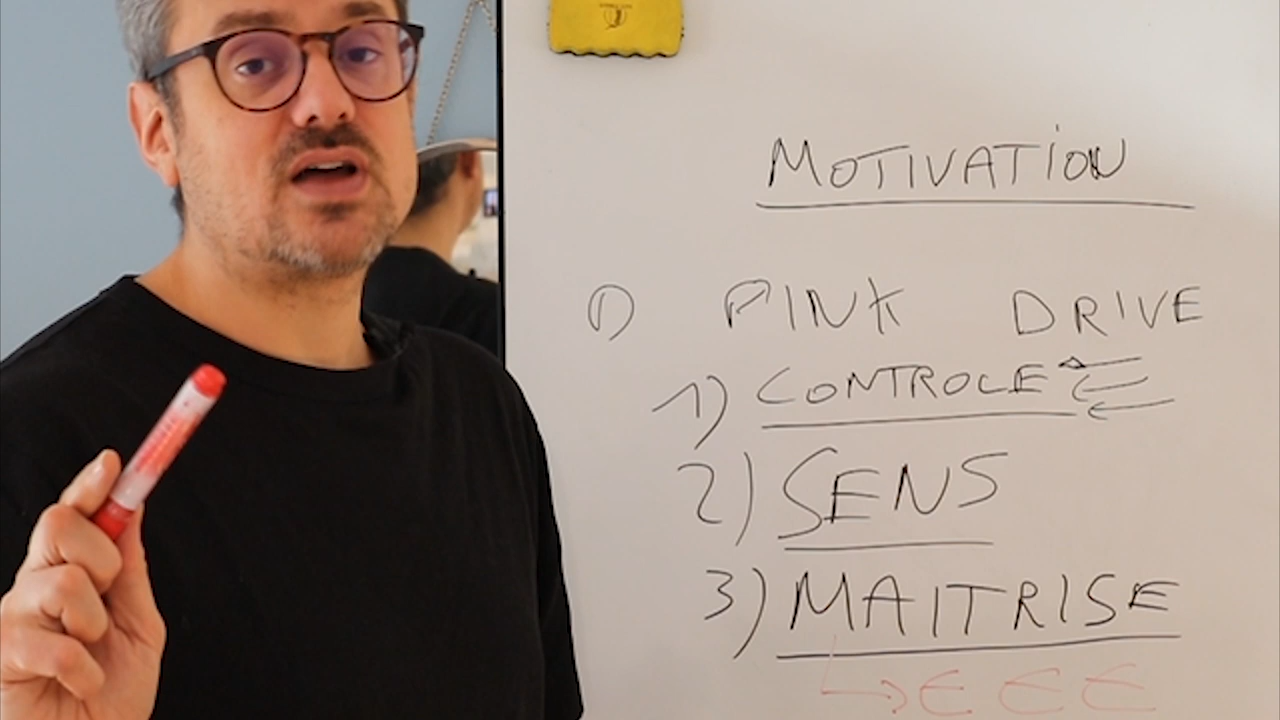 MOTIVATION
① PINK DRIVE
1) CONTROLE
2) SENS
3) MAITRISE
→ E E E